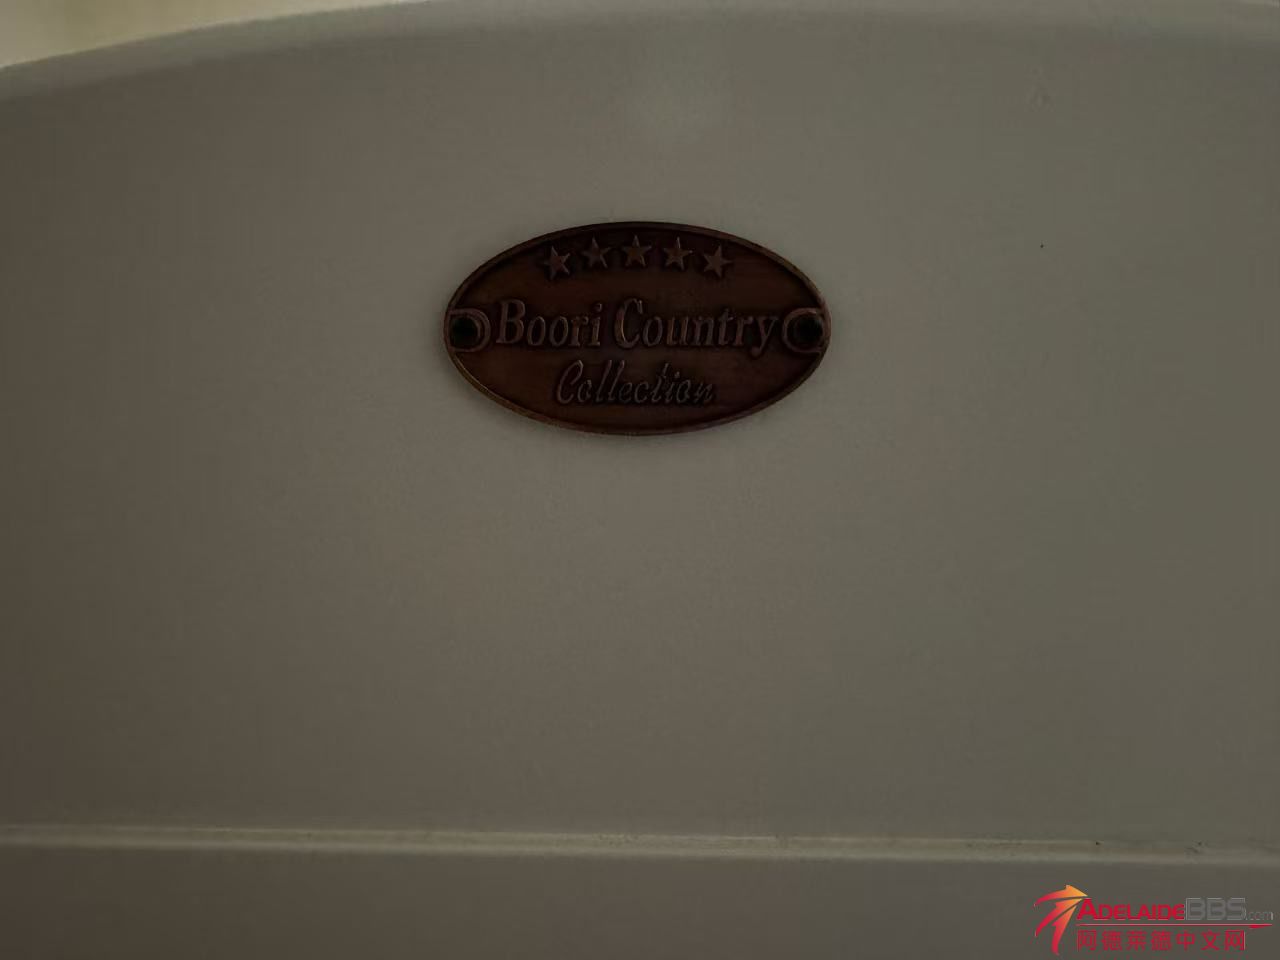 Boori Country
Collection
ADELAIDEBBS.com
阿德莱德中文网